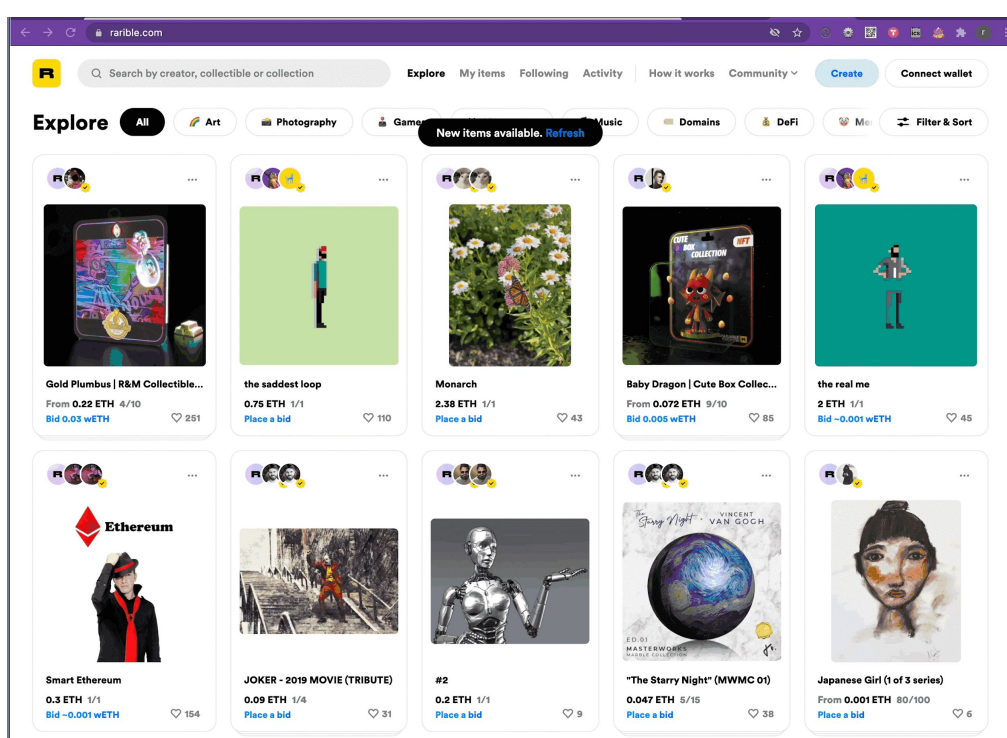 rarible.com
R
Search by creator, collectible or collection
Explore My items Following Activity How it works Community Create Connect wallet
Explore All Art Photography Games Music Domains DeFi Filter & Sort
New items available. Refresh
CUTE BOX COLLECTION NFT
Gold Plumbus | R&M Collectible... the saddest loop Monarch Baby Dragon | Cute Box Collec... the real me
From 0.22 ETH 4/10 0.75 ETH 1/1 2.38 ETH 1/1 From 0.072 ETH 9/10 2 ETH 1/1
Bid 0.03 wETH 251 Place a bid 110 Place a bid 43 Bid 0.005 wETH 85 Bid ~0.001 wETH 45
Ethereum
The Starry Night VINCENT VAN GOGH
ED.01
MASTERWORKS
MARBLE COLLECTION
Smart Ethereum JOKER - 2019 MOVIE (TRIBUTE) #2 "The Starry Night" (MWMC 01) Japanese Girl (1 of 3 series)
0.3 ETH 1/1 0.09 ETH 1/4 0.2 ETH 1/1 0.047 ETH 5/15 From 0.001 ETH 80/100
Bid ~0.001 wETH 154 Place a bid 31 Place a bid 9 Place a bid 38 Place a bid 6